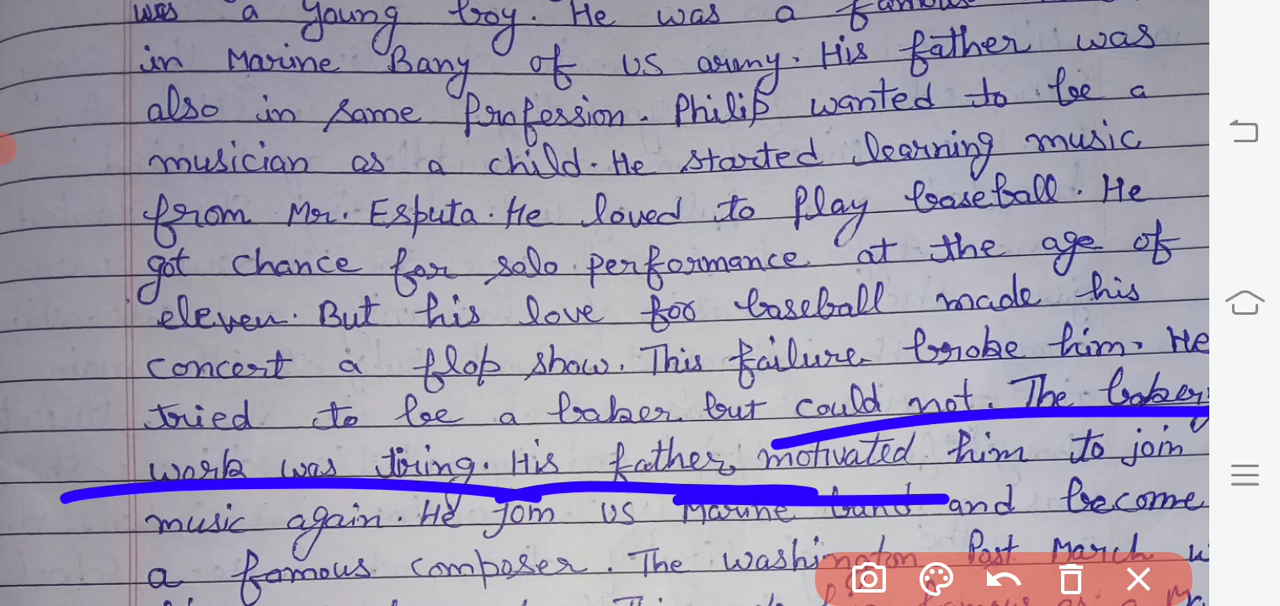 was a young boy. He was a famous
in Marine Bany of US army. His father was
also in same Profession. Philip wanted to be a
musician as a child. He started learning music
from Mr. Esputa. He loved to Play baseball. He
got chance for solo performance at the age of
eleven. But his love for baseball made his
concert a flop show. This failure broke him. He
tried to be a baker but could not. The bakery
work was tiring. His father motivated him to join
music again. He join US Marine band and become
a famous composer. The Washington Post March